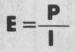 E = P/I